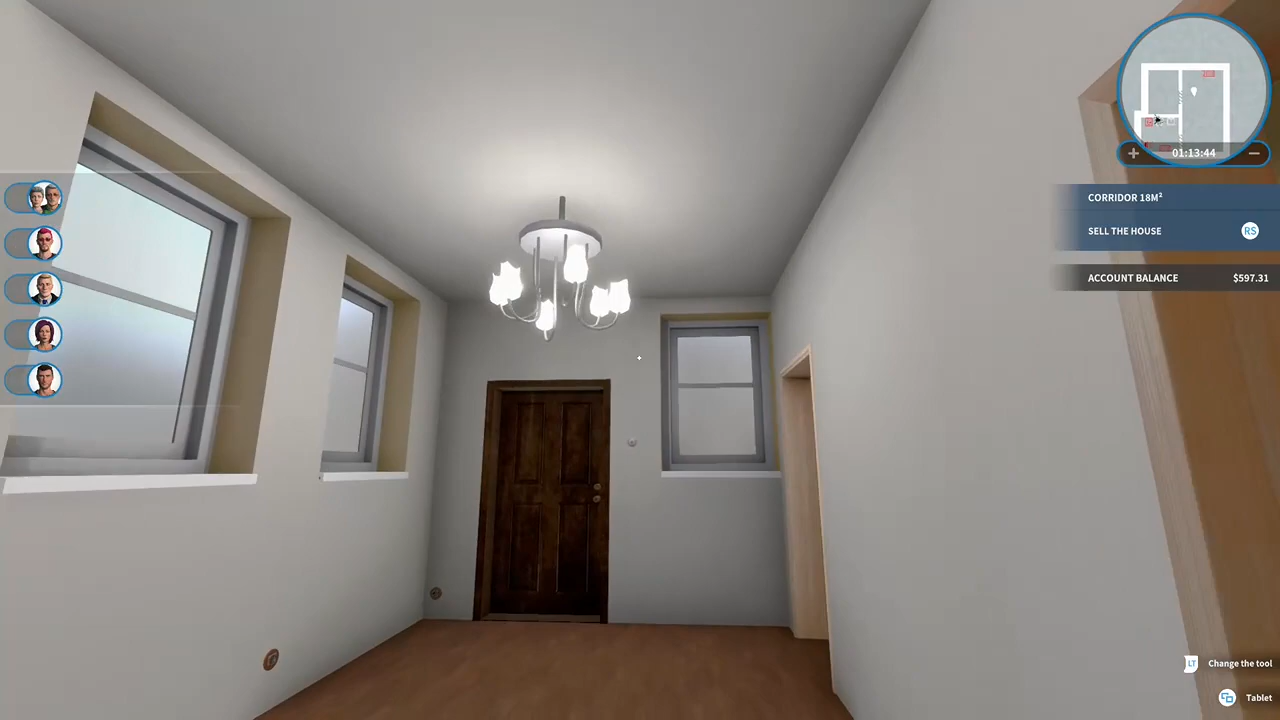 01:13:44
CORRIDOR 18M²
SELL THE HOUSE
RS
ACCOUNT BALANCE
$597.31
LT
Change the tool
Tablet